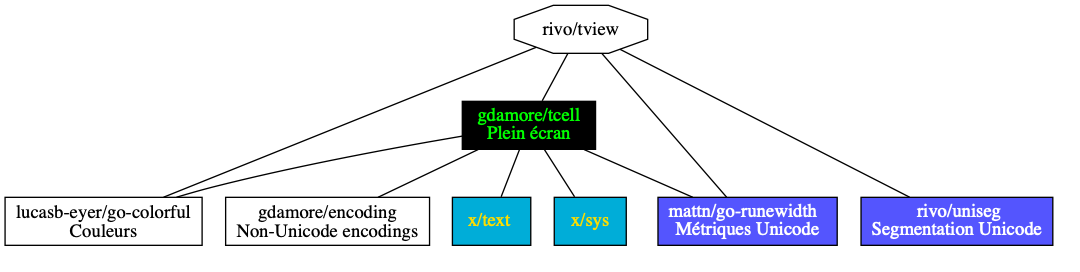 rivo/tview
gdamore/tcell
Plein écran
lucasb-eyer/go-colorful
Couleurs
gdamore/encoding
Non-Unicode encodings
x/text
x/sys
mattn/go-runewidth
Métriques Unicode
rivo/uniseg
Segmentation Unicode